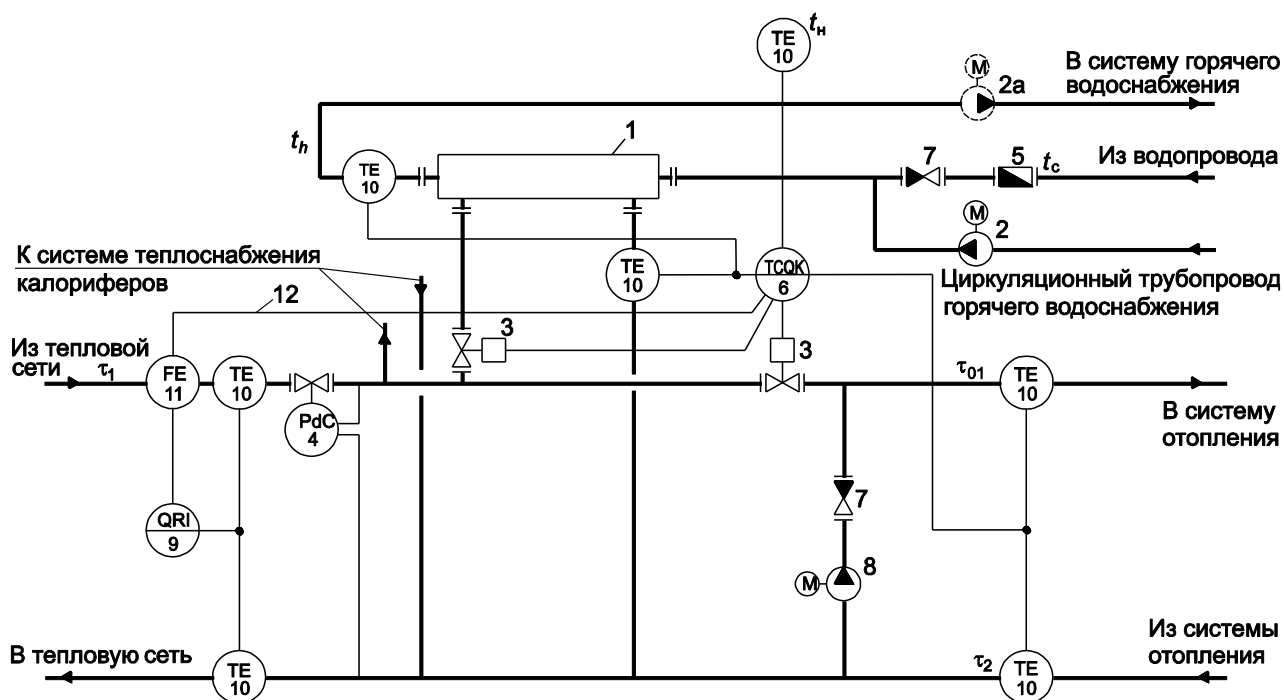 TE
10
tн
M
2а
В систему горячего
водоснабжения
th
1
TE
10
7
5
tс
Из водопровода
M
2
Циркуляционный трубопровод
горячего водоснабжения
К системе теплоснабжения
калориферов
TE
10
TCQK
6
12
3
3
Из тепловой
сети
τ1
FE
11
TE
10
PdC
4
τ01
TE
10
В систему
отопления
7
QRI
9
M
8
В тепловую сеть
TE
10
τ2
TE
10
Из системы
отопления